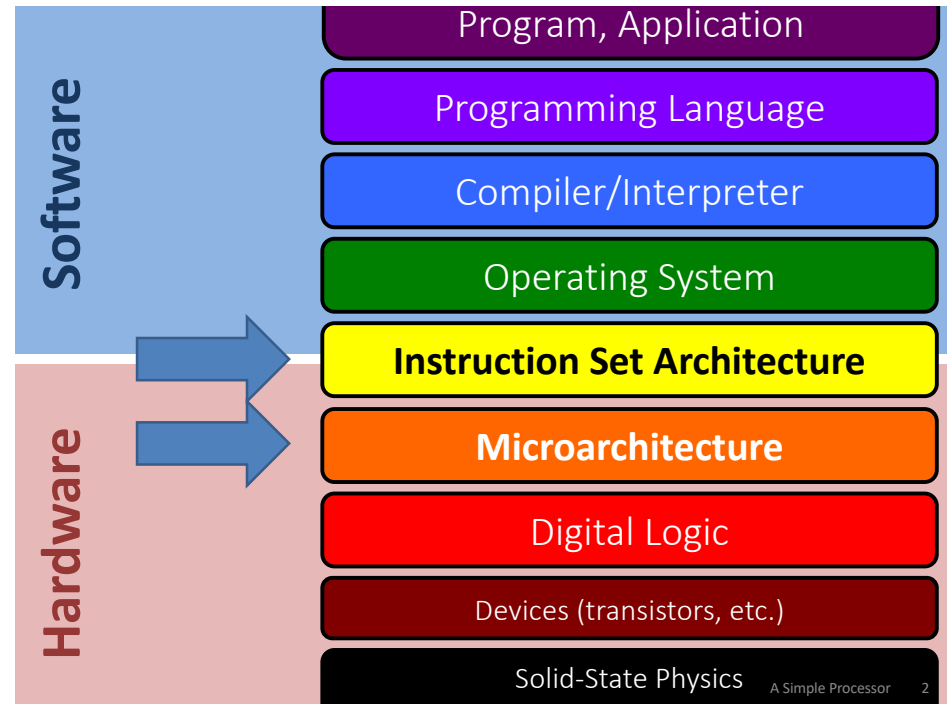 Software
Program, Application
Programming Language
Compiler/Interpreter
Operating System
Instruction Set Architecture
Hardware
Microarchitecture
Digital Logic
Devices (transistors, etc.)
Solid-State Physics
A Simple Processor 2